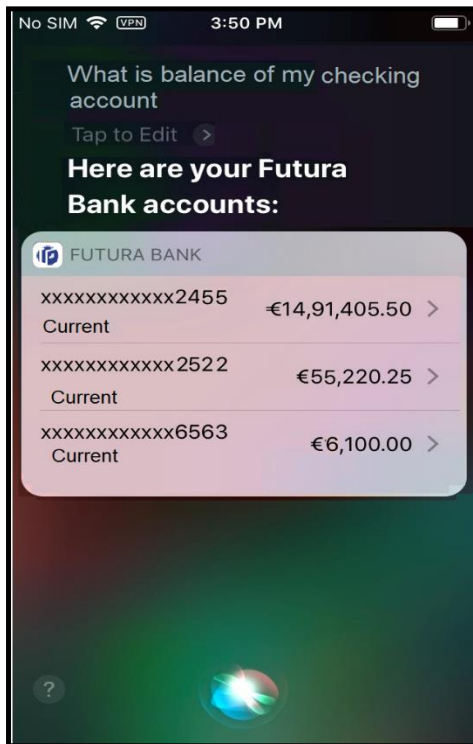 No SIM VPN 3:50 PM
What is balance of my checking
account
Tap to Edit >
Here are your Futura
Bank accounts:
FUTURA BANK
xxxxxxxxxxxx2455 €14,91,405.50 >
Current
xxxxxxxxxxxx2522 €55,220.25 >
Current
xxxxxxxxxxxx6563 €6,100.00 >
Current
?